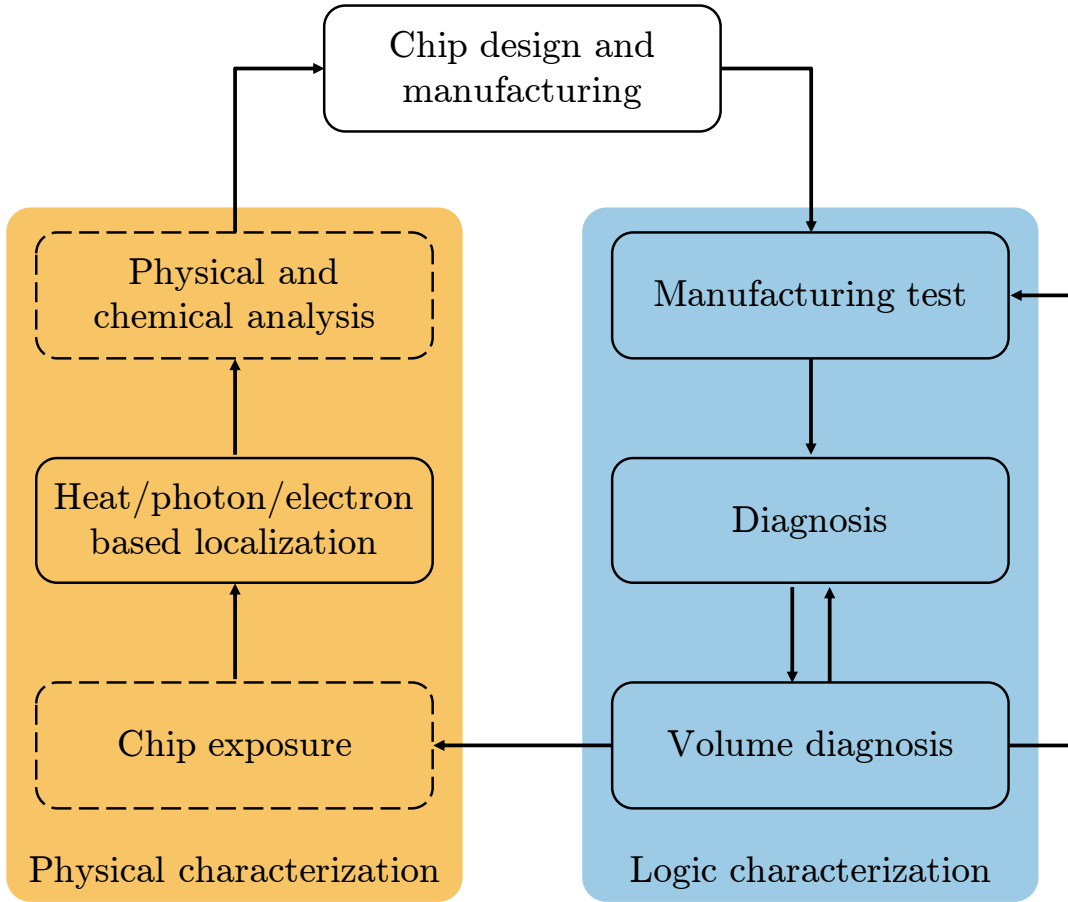 Chip design and
manufacturing
Physical and
chemical analysis
Heat/photon/electron
based localization
Chip exposure
Physical characterization
Manufacturing test
Diagnosis
Volume diagnosis
Logic characterization